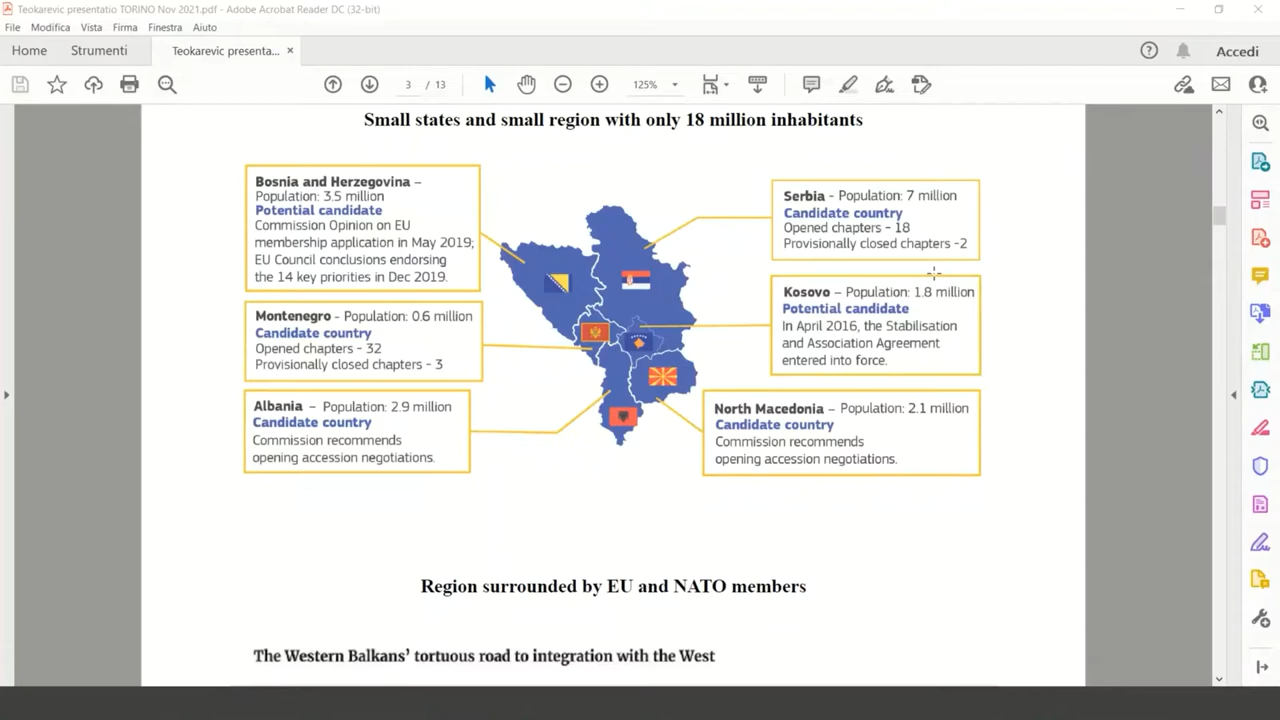 Teokarevic presentatio TORINO Nov 2021.pdf - Adobe Acrobat Reader DC (32-bit)
File Modifica Vista Firma Finestra Aiuto
Home Strumenti Teokarevic presenta... × Accedi
3 / 13 125%
Small states and small region with only 18 million inhabitants
Bosnia and Herzegovina –
Population: 3.5 million
Potential candidate
Commission Opinion on EU
membership application in May 2019;
EU Council conclusions endorsing
the 14 key priorities in Dec 2019.
Montenegro - Population: 0.6 million
Candidate country
Opened chapters - 32
Provisionally closed chapters - 3
Albania – Population: 2.9 million
Candidate country
Commission recommends
opening accession negotiations.
Serbia - Population: 7 million
Candidate country
Opened chapters - 18
Provisionally closed chapters -2
Kosovo – Population: 1.8 million
Potential candidate
In April 2016, the Stabilisation
and Association Agreement
entered into force.
North Macedonia – Population: 2.1 million
Candidate country
Commission recommends
opening accession negotiations.
Region surrounded by EU and NATO members
The Western Balkans' tortuous road to integration with the West